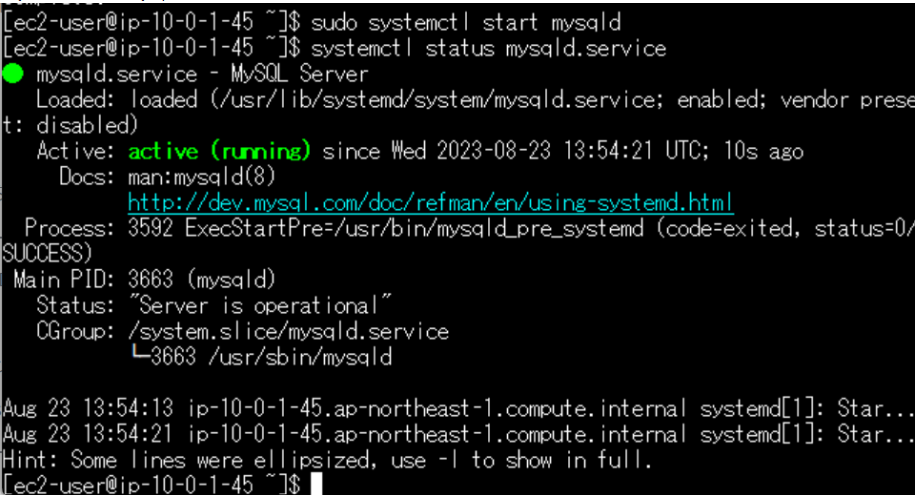 [ec2-user@ip-10-0-1-45 ~]$ sudo systemctl start mysqld
[ec2-user@ip-10-0-1-45 ~]$ systemctl status mysqld.service
● mysqld.service - MySQL Server
   Loaded: loaded (/usr/lib/systemd/system/mysqld.service; enabled; vendor prese
t: disabled)
   Active: active (running) since Wed 2023-08-23 13:54:21 UTC; 10s ago
     Docs: man:mysqld(8)
           http://dev.mysql.com/doc/refman/en/using-systemd.html
  Process: 3592 ExecStartPre=/usr/bin/mysqld_pre_systemd (code=exited, status=0/
SUCCESS)
 Main PID: 3663 (mysqld)
   Status: "Server is operational"
   CGroup: /system.slice/mysqld.service
           └─3663 /usr/sbin/mysqld

Aug 23 13:54:13 ip-10-0-1-45.ap-northeast-1.compute.internal systemd[1]: Star...
Aug 23 13:54:21 ip-10-0-1-45.ap-northeast-1.compute.internal systemd[1]: Star...
Hint: Some lines were ellipsized, use -l to show in full.
[ec2-user@ip-10-0-1-45 ~]$